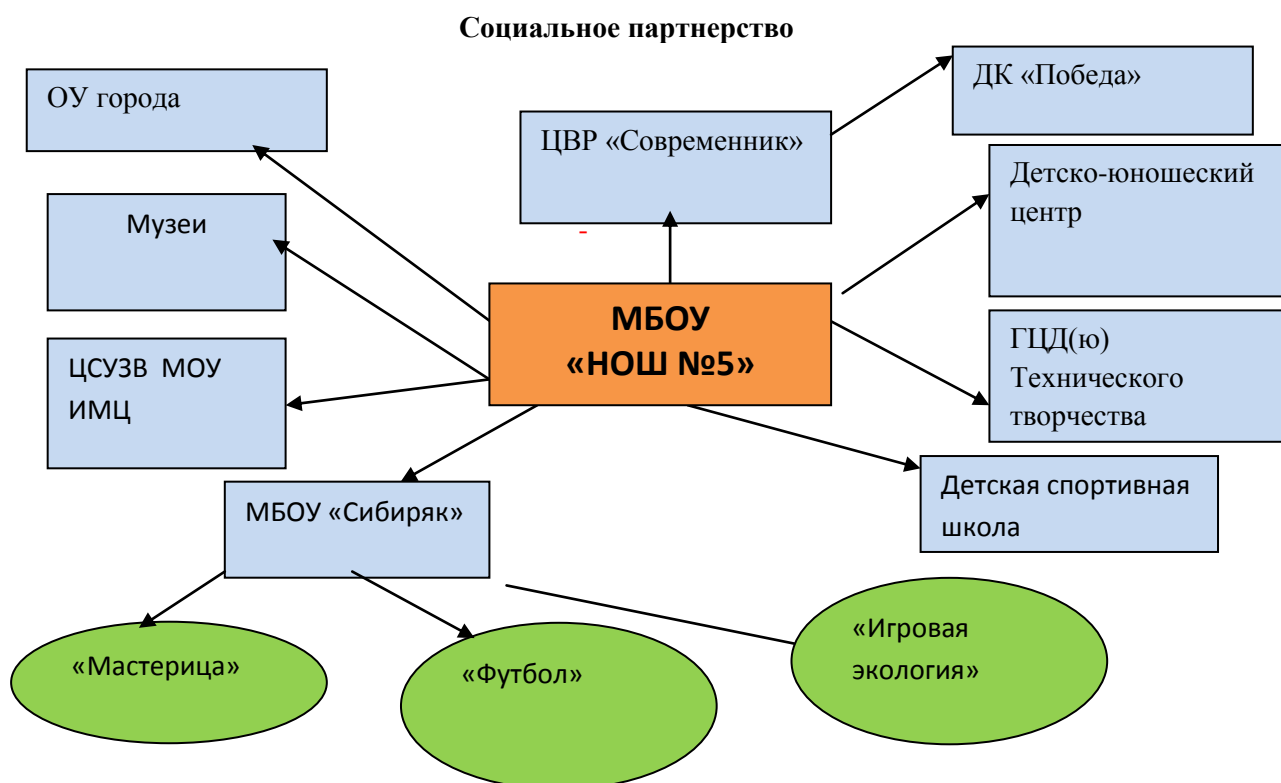 Социальное партнерство
ОУ города
ДК «Победа»
ЦВР «Современник»
Детско-юношеский
центр
Музеи
МБОУ
«НОШ №5»
ГЦД(ю)
Технического
творчества
ЦСУЗВ МОУ
ИМЦ
Детская спортивная
школа
МБОУ «Сибиряк»
«Мастерица»
«Футбол»
«Игровая
экология»